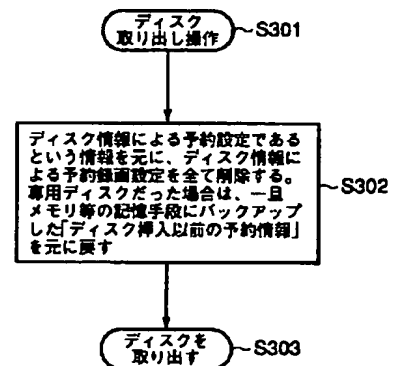 ディスク
取り出し操作
S301
ディスク情報による予約設定である
という情報を元に、ディスク情報に
よる予約録画設定を全て削除する。
専用ディスクだった場合は、一旦
メモリ等の記憶手段にバックアップ
した「ディスク挿入以前の予約情報」
を元に戻す
S302
ディスクを
取り出す
S303